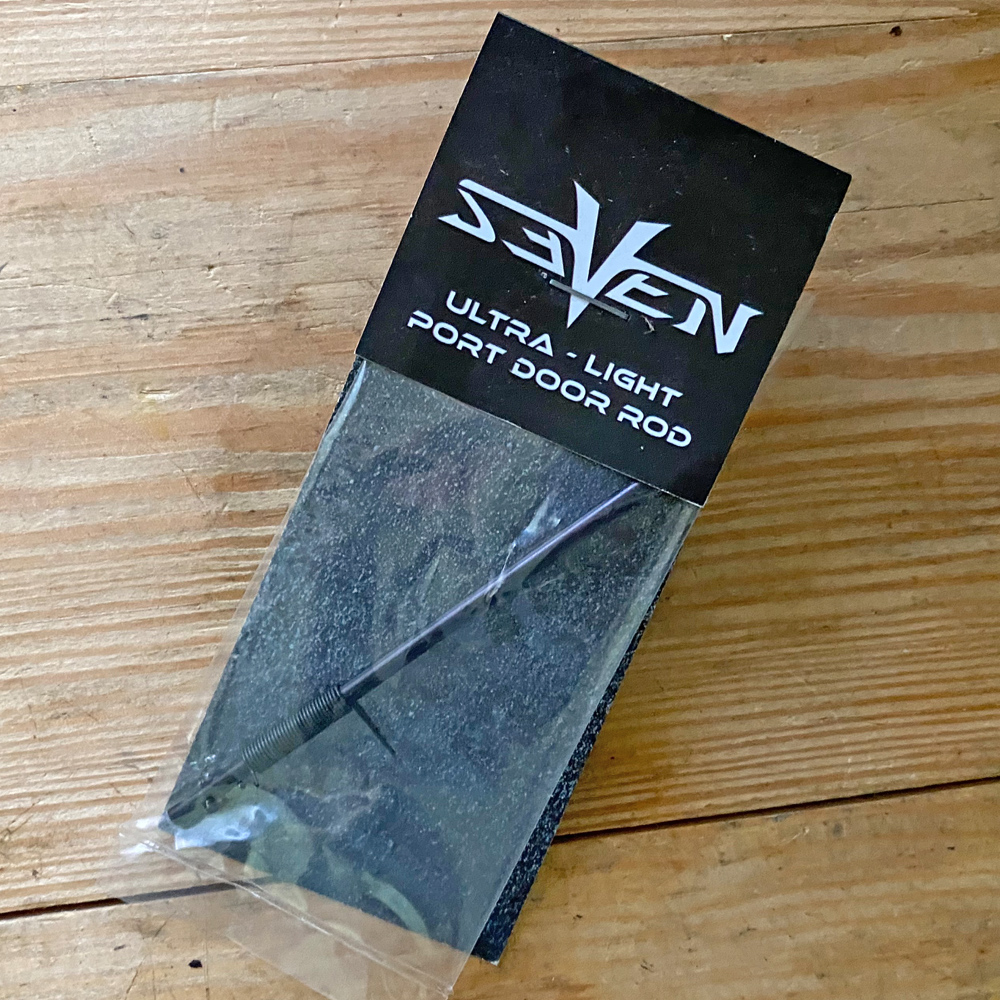 SEVEN
ULTRA - LIGHT
PORT DOOR ROD